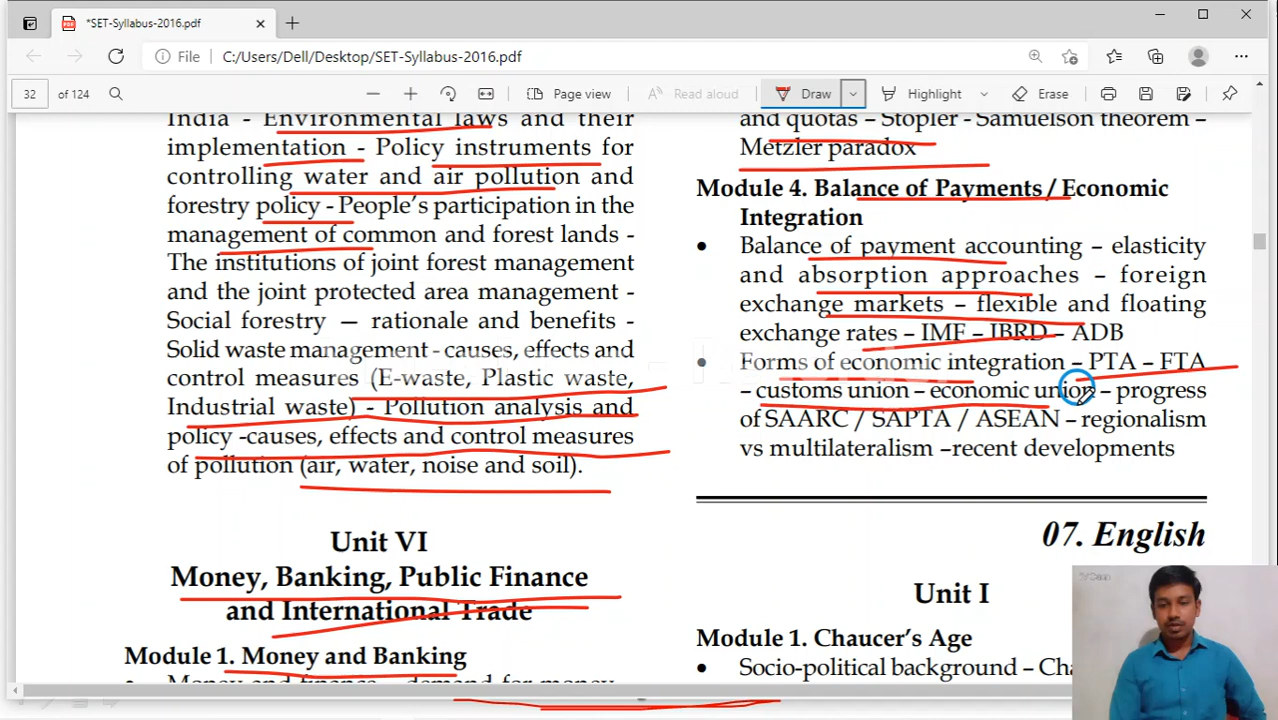 *SET-Syllabus-2016.pdf
File
C:/Users/Dell/Desktop/SET-Syllabus-2016.pdf
32 of 124
Page view
Read aloud
Draw
Highlight
Erase
India - Environmental laws and their
implementation - Policy instruments for
controlling water and air pollution and
forestry policy - People's participation in the
management of common and forest lands -
The institutions of joint forest management
and the joint protected area management -
Social forestry — rationale and benefits -
Solid waste management - causes, effects and
control measures (E-waste, Plastic waste,
Industrial waste) - Pollution analysis and
policy -causes, effects and control measures
of pollution (air, water, noise and soil).
Unit VI
Money, Banking, Public Finance
and International Trade
Module 1. Money and Banking
Money and finance – demand for money
and quotas – Stopler - Samuelson theorem –
Metzler paradox
Module 4. Balance of Payments / Economic
Integration
• Balance of payment accounting – elasticity
and absorption approaches – foreign
exchange markets – flexible and floating
exchange rates – IMF – IBRD – ADB
• Forms of economic integration – PTA – FTA
– customs union – economic union – progress
of SAARC / SAPTA / ASEAN – regionalism
vs multilateralism –recent developments
07. English
Unit I
Module 1. Chaucer's Age
• Socio-political background – Cha